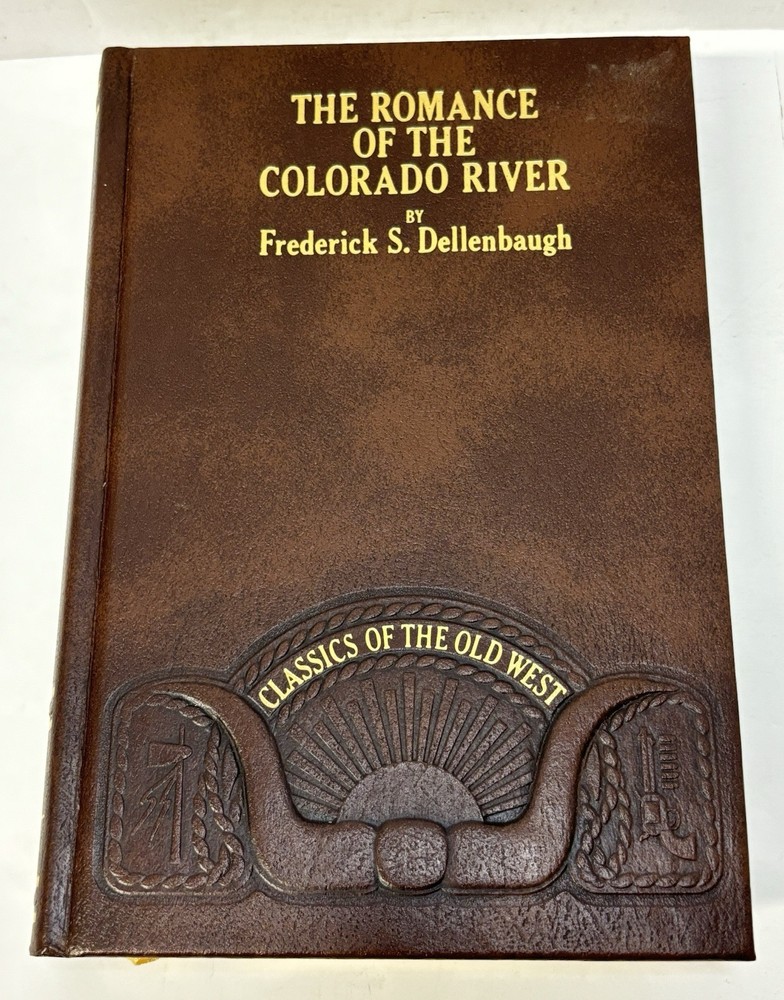 THE ROMANCE
OF THE
COLORADO RIVER
BY
Frederick S. Dellenbaugh
CLASSICS OF THE OLD WEST